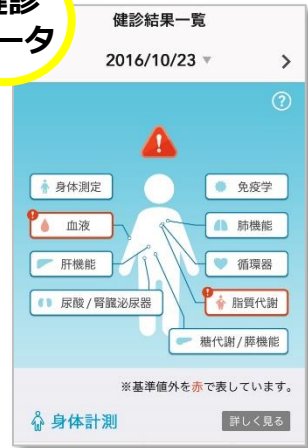 健診
ータ
健診結果一覧
2016/10/23 ▼ >
?
!
身体測定
免疫学
! 血液
肺機能
肝機能
循環器
尿酸/腎臓泌尿器
! 脂質代謝
糖代謝/膵機能
※基準値外を赤で表しています。
身体計測
詳しく見る